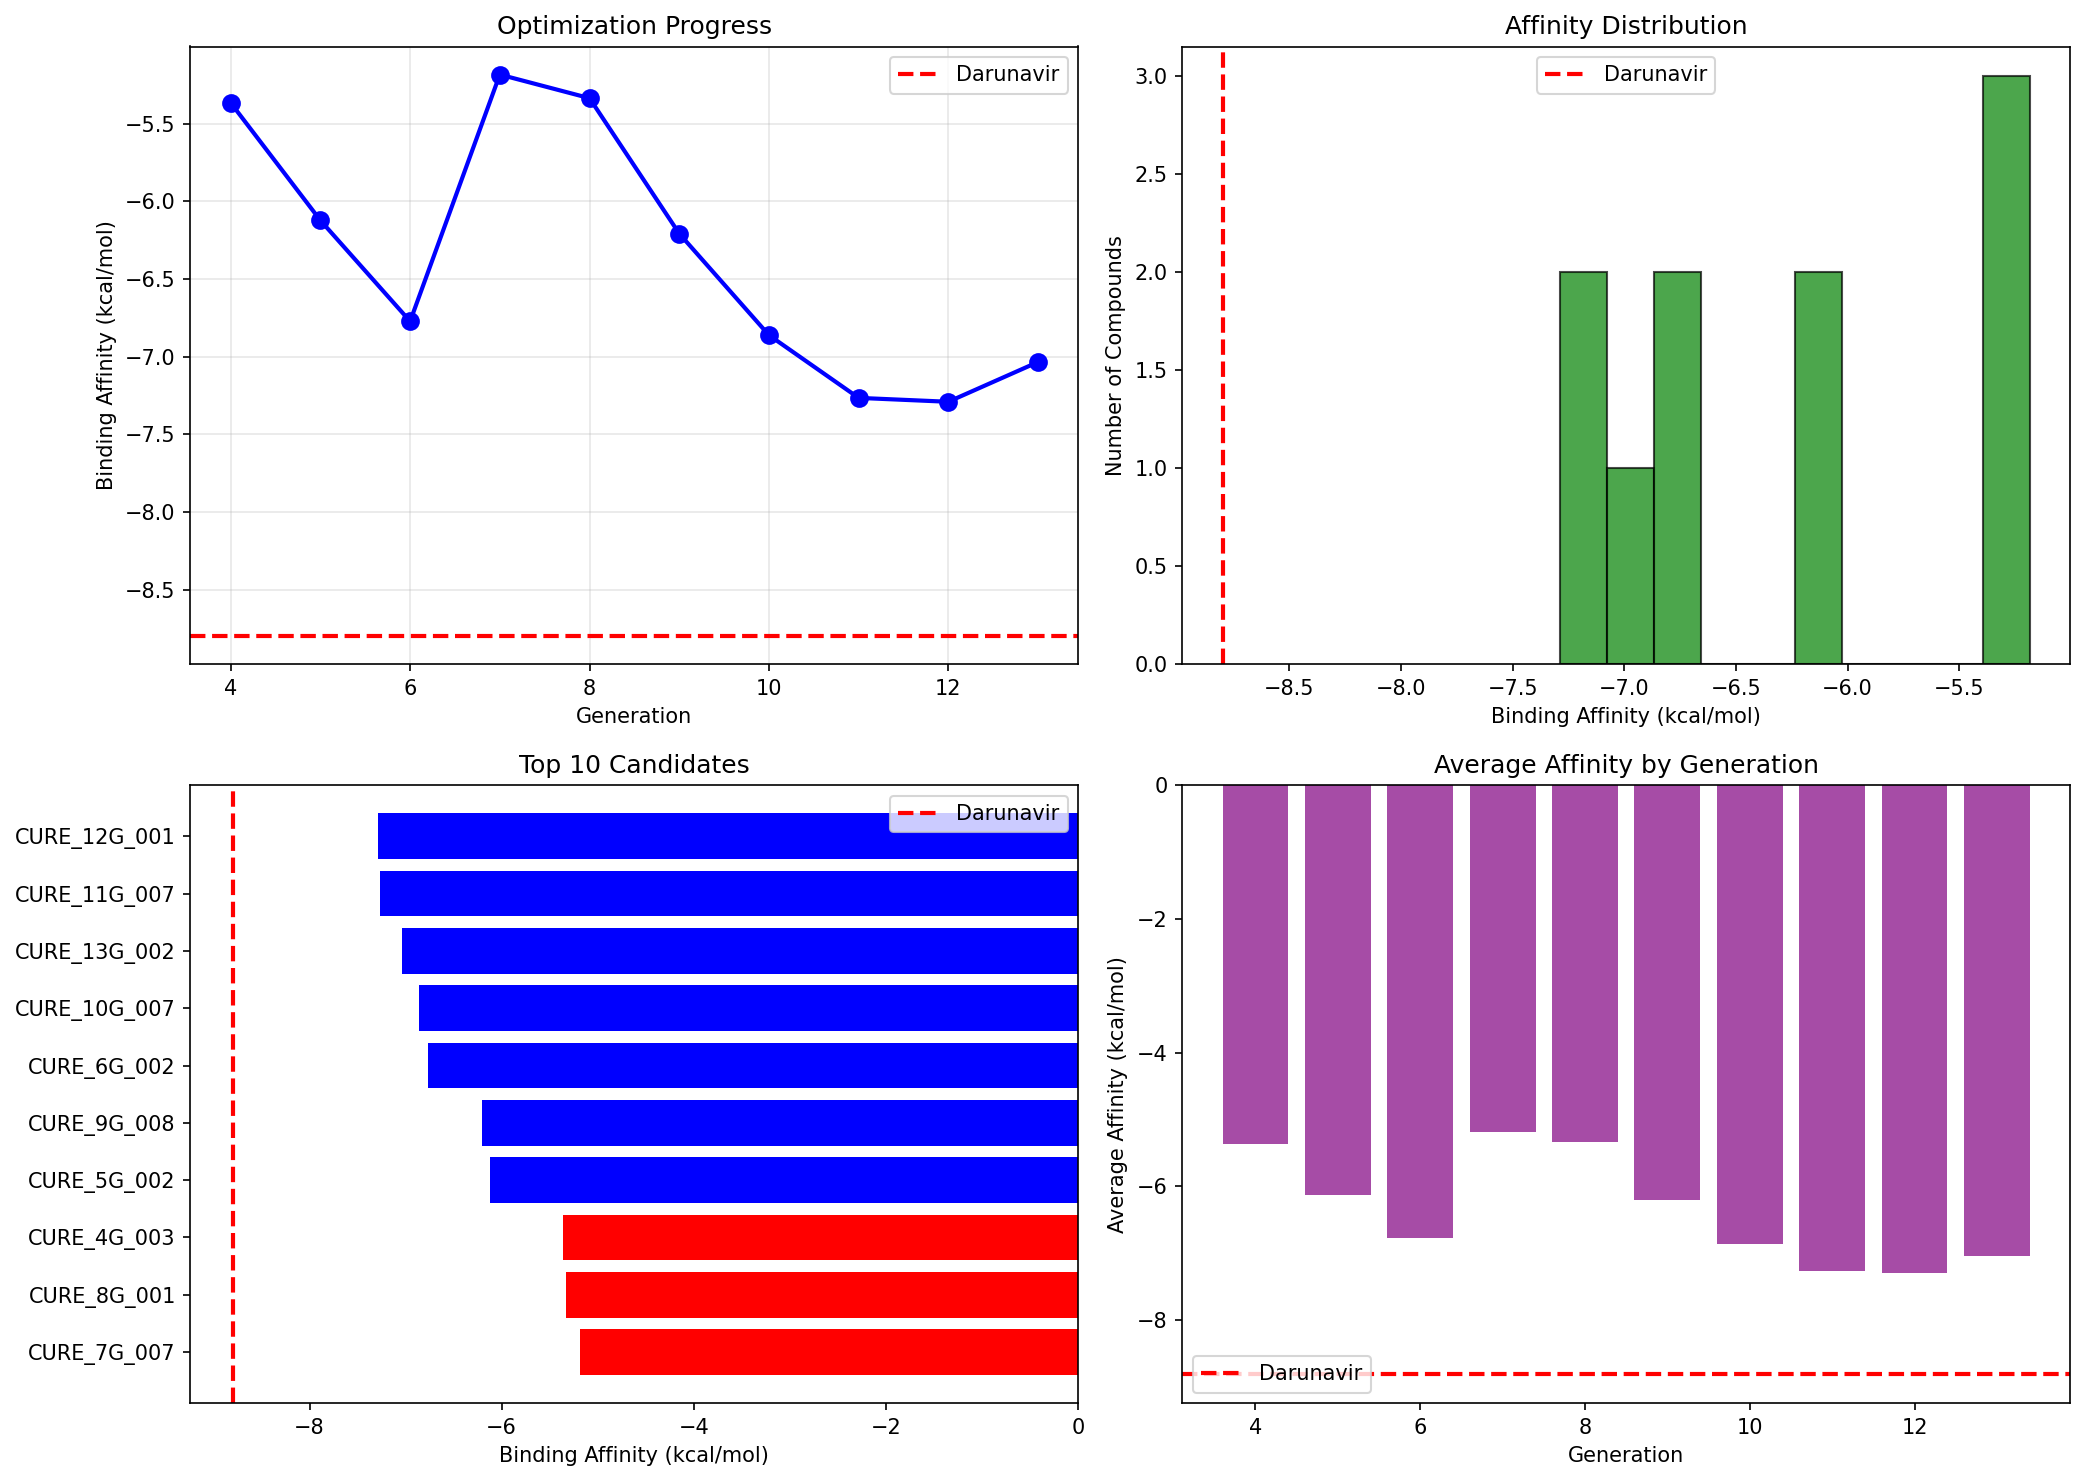 Optimization Progress
Darunavir
Binding Affinity (kcal/mol)
−5.5
−6.0
−6.5
−7.0
−7.5
−8.0
−8.5
4
6
8
10
12
Generation
Affinity Distribution
Darunavir
Number of Compounds
3.0
2.5
2.0
1.5
1.0
0.5
0.0
−8.5
−8.0
−7.5
−7.0
−6.5
−6.0
−5.5
Binding Affinity (kcal/mol)
Top 10 Candidates
Darunavir
CURE_12G_001
CURE_11G_007
CURE_13G_002
CURE_10G_007
CURE_6G_002
CURE_9G_008
CURE_5G_002
CURE_4G_003
CURE_8G_001
CURE_7G_007
−8
−6
−4
−2
0
Binding Affinity (kcal/mol)
Average Affinity by Generation
Average Affinity (kcal/mol)
0
−2
−4
−6
−8
Darunavir
4
6
8
10
12
Generation